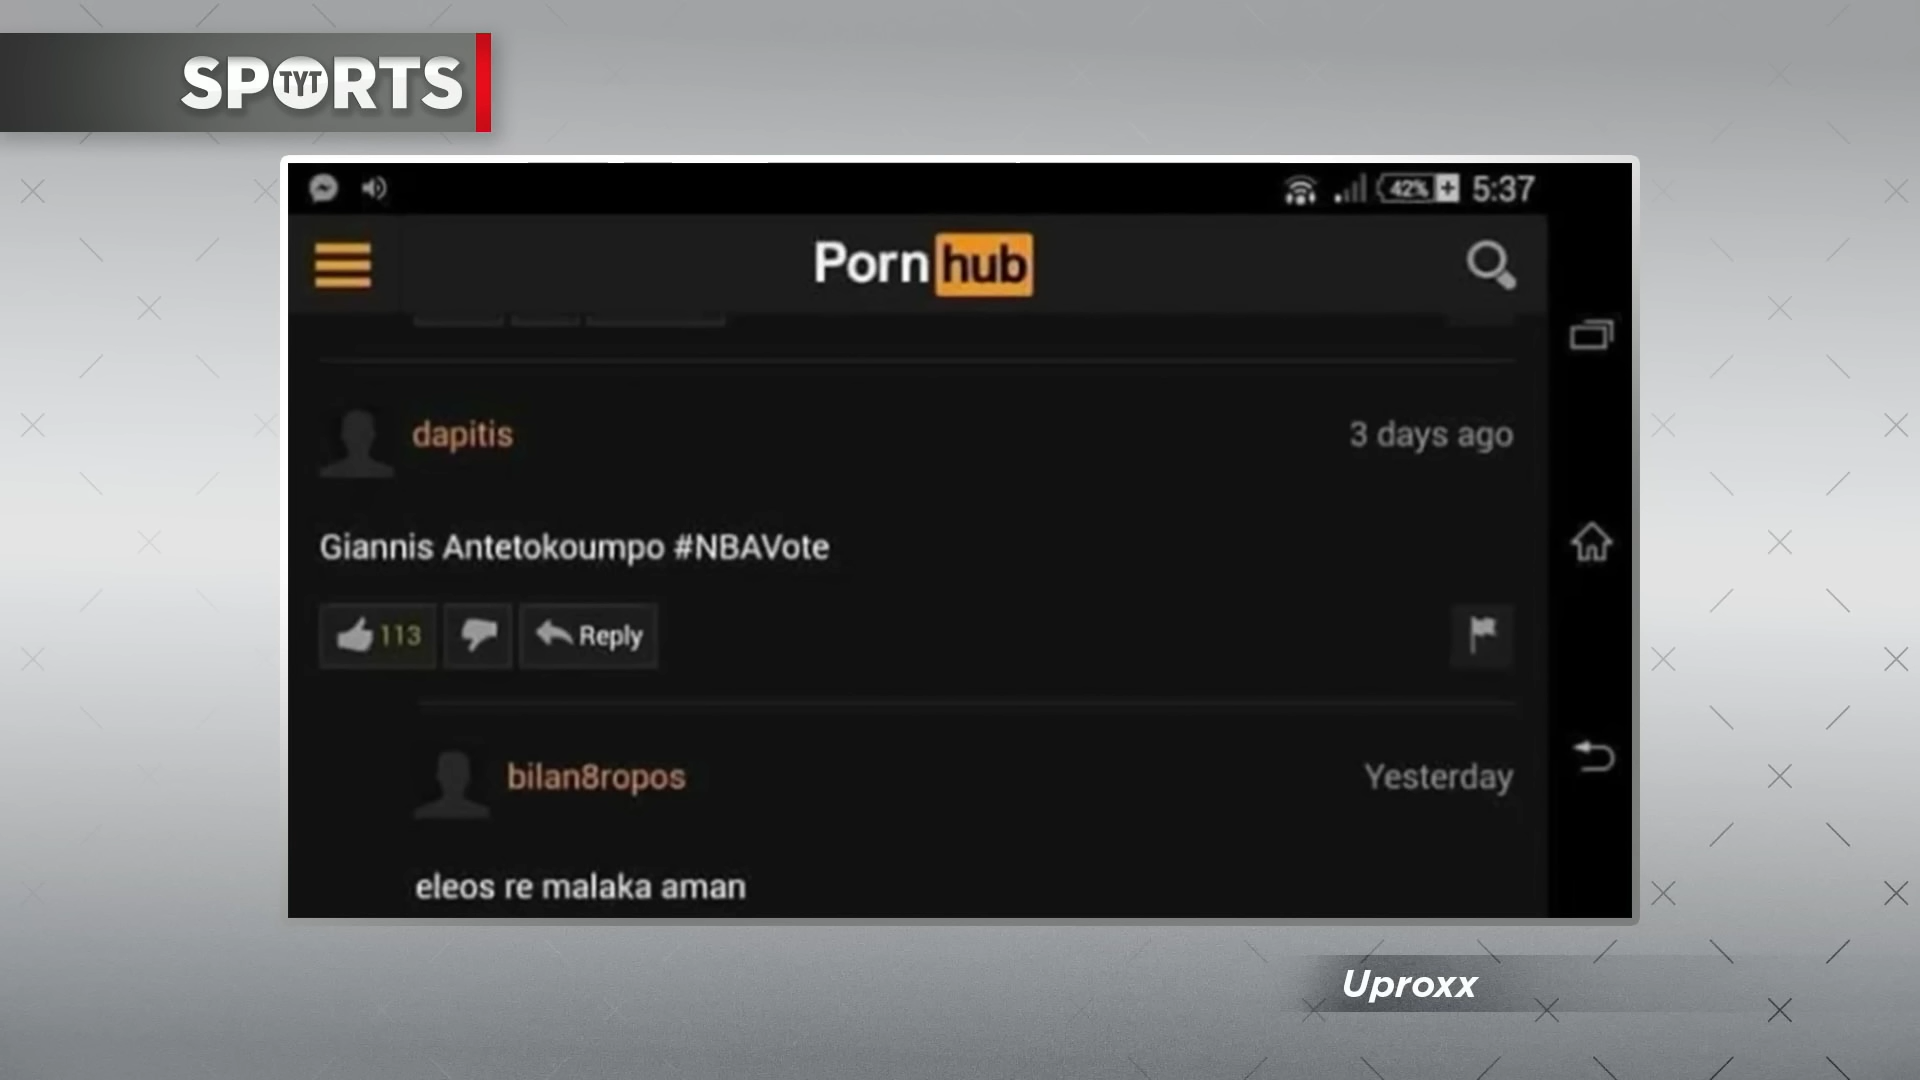 SPORTS
TYT
42% 5:37
Porn hub
dapitis 3 days ago
Giannis Antetokoumpo #NBAVote
113 Reply
bilan8ropos Yesterday
eleos re malaka aman
Uproxx